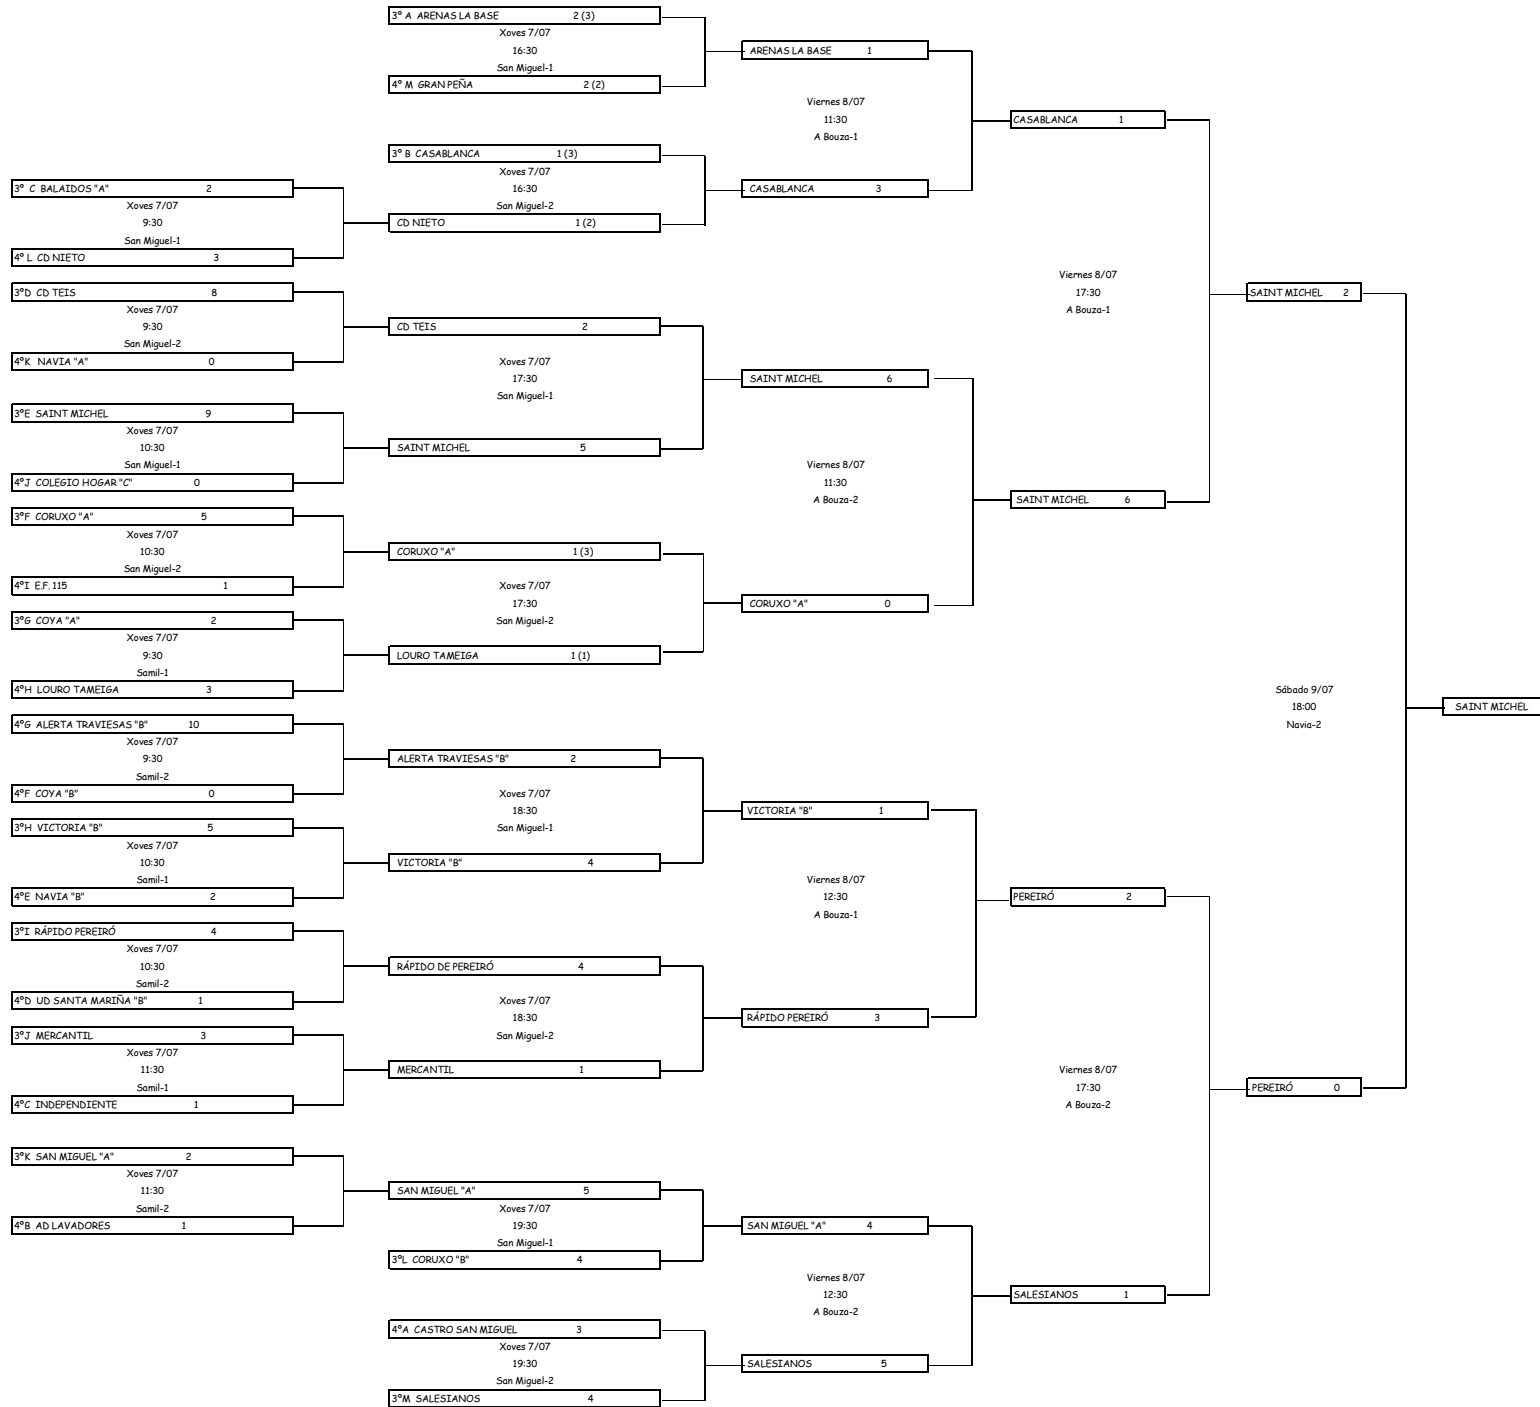 3º A ARENAS LA BASE 2 (3)
Xoves 7/07
16:30
San Miguel-1
4º M GRAN PEÑA 2 (2)
3º B CASABLANCA 1 (3)
Xoves 7/07
16:30
San Miguel-2
CD NIETO 1 (2)
3º C BALAIDOS "A" 2
Xoves 7/07
9:30
San Miguel-1
4º L CD NIETO 3
3ºD CD TEIS 8
Xoves 7/07
9:30
San Miguel-2
4ºK NAVIA "A" 0
3ºE SAINT MICHEL 9
Xoves 7/07
10:30
San Miguel-1
4ºJ COLEGIO HOGAR "C" 0
3ºF CORUXO "A" 5
Xoves 7/07
10:30
San Miguel-2
4ºI E.F. 115 1
3ºG COYA "A" 2
Xoves 7/07
9:30
Samil-1
4ºH LOURO TAMEIGA 3
4ºG ALERTA TRAVIESAS "B" 10
Xoves 7/07
9:30
Samil-2
4ºF COYA "B" 0
3ºH VICTORIA "B" 5
Xoves 7/07
10:30
Samil-1
4ºE NAVIA "B" 2
3ºI RÁPIDO PEREIRÓ 4
Xoves 7/07
10:30
Samil-2
4ºD UD SANTA MARIÑA "B" 1
3ºJ MERCANTIL 3
Xoves 7/07
11:30
Samil-1
4ºC INDEPENDIENTE 1
3ºK SAN MIGUEL "A" 2
Xoves 7/07
11:30
Samil-2
4ºB AD LAVADORES 1
CD TEIS 2
Xoves 7/07
17:30
San Miguel-1
SAINT MICHEL 5
CORUXO "A" 1 (3)
Xoves 7/07
17:30
San Miguel-2
LOURO TAMEIGA 1 (1)
ALERTA TRAVIESAS "B" 2
Xoves 7/07
18:30
San Miguel-1
VICTORIA "B" 4
RÁPIDO DE PEREIRÓ 4
Xoves 7/07
18:30
San Miguel-2
MERCANTIL 1
SAN MIGUEL "A" 5
Xoves 7/07
19:30
San Miguel-1
3ºL CORUXO "B" 4
4ºA CASTRO SAN MIGUEL 3
Xoves 7/07
19:30
San Miguel-2
3ºM SALESIANOS 4
ARENAS LA BASE 1
Viernes 8/07
11:30
A Bouza-1
CASABLANCA 3
SAINT MICHEL 6
Viernes 8/07
11:30
A Bouza-2
CORUXO "A" 0
VICTORIA "B" 1
Viernes 8/07
12:30
A Bouza-1
RÁPIDO PEREIRÓ 3
SAN MIGUEL "A" 4
Viernes 8/07
12:30
A Bouza-2
SALESIANOS 5
CASABLANCA 1
Viernes 8/07
17:30
A Bouza-1
SAINT MICHEL 6
PEREIRÓ 2
Viernes 8/07
17:30
A Bouza-2
SALESIANOS 1
SAINT MICHEL 2
Sábado 9/07
18:00
Navia-2
PEREIRÓ 0
SAINT MICHEL